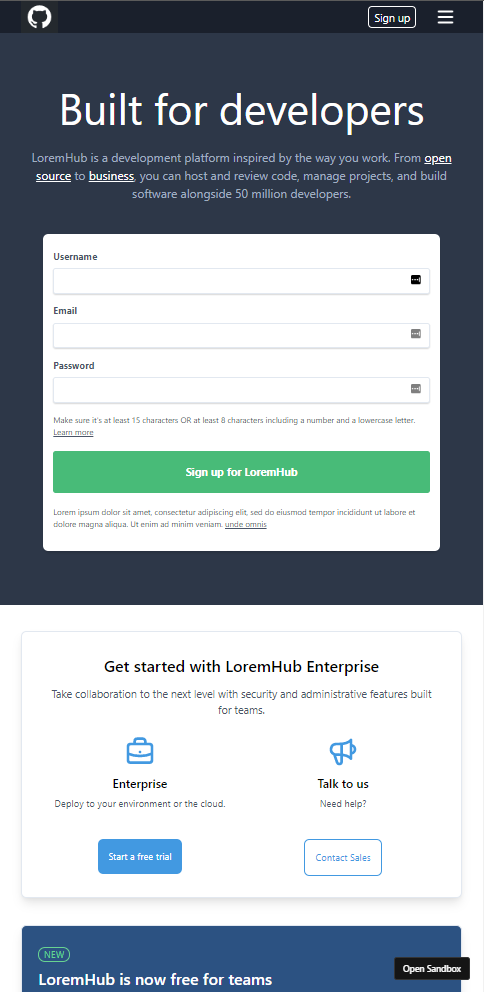 Sign up
Built for developers
LoremHub is a development platform inspired by the way you work. From open
source to business, you can host and review code, manage projects, and build
software alongside 50 million developers.
Username
Email
Password
Make sure it's at least 15 characters OR at least 8 characters including a number and a lowercase letter.
Learn more
Sign up for LoremHub
Lorem ipsum dolor sit amet, consectetur adipiscing elit, sed do eiusmod tempor incididunt ut labore et
dolore magna aliqua. Ut enim ad minim veniam. unde omnis
Get started with LoremHub Enterprise
Take collaboration to the next level with security and administrative features built
for teams.
Enterprise
Talk to us
Deploy to your environment or the cloud.
Need help?
Start a free trial
Contact Sales
NEW
LoremHub is now free for teams
Open Sandbox